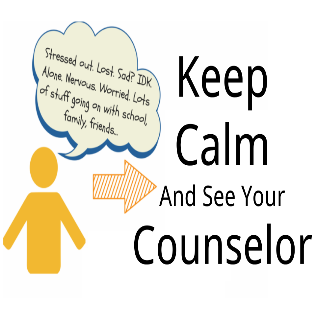 Stressed out. Lost. Sad? IDK
Alone. Nervous. Worried. Lots
of stuff going on with school,
family, friends...
Keep
Calm
And See Your
Counselor